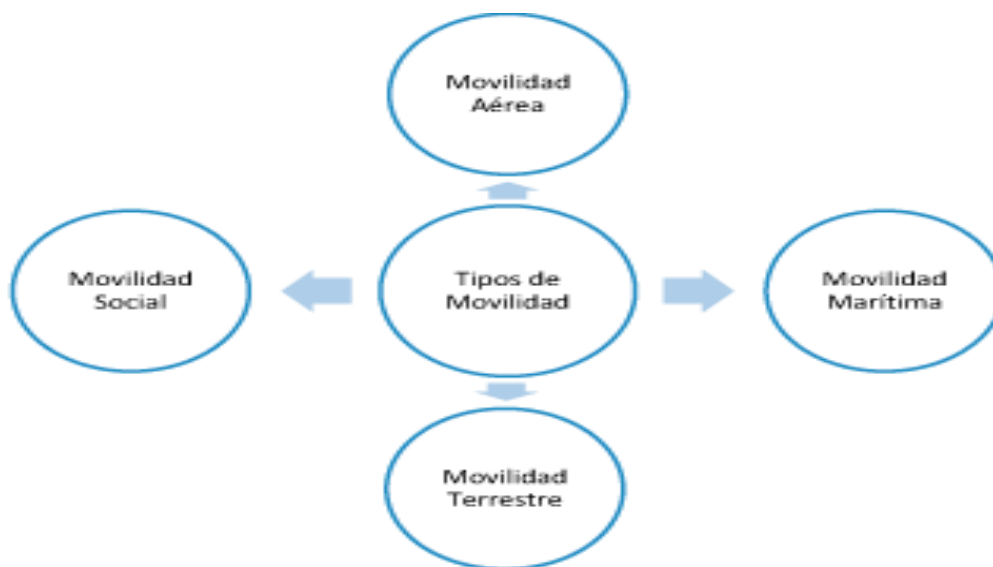 Movilidad
Aérea
Movilidad
Social
Tipos de
Movilidad
Movilidad
Marítima
Movilidad
Terrestre